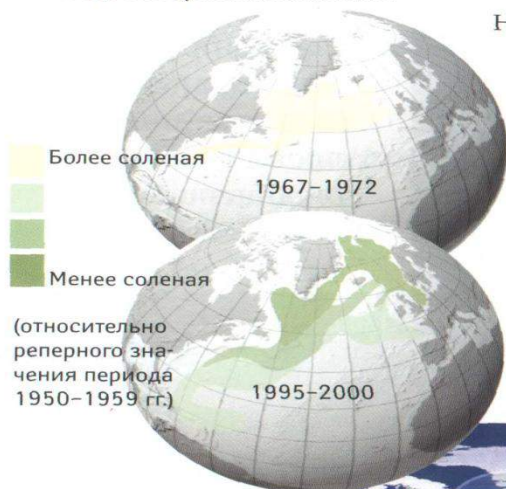 Н
Более соленая
1967–1972
Менее соленая
(относительно
реперного зна-
чения периода
1950–1959 гг.)
1995–2000